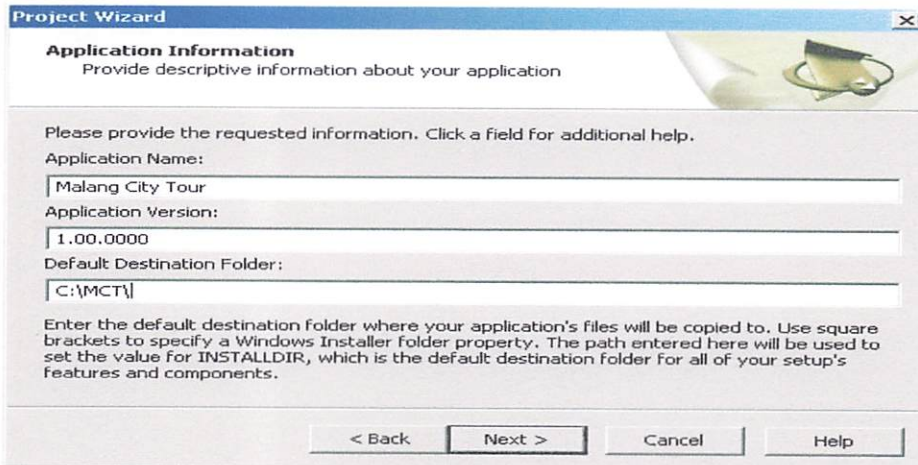 Project Wizard
Application Information
Provide descriptive information about your application
Please provide the requested information. Click a field for additional help.
Application Name:
Malang City Tour
Application Version:
1.00.0000
Default Destination Folder:
C:\MCT\
Enter the default destination folder where your application's files will be copied to. Use square
brackets to specify a Windows Installer folder property. The path entered here will be used to
set the value for INSTALLDIR, which is the default destination folder for all of your setup's
features and components.
< Back Next > Cancel Help